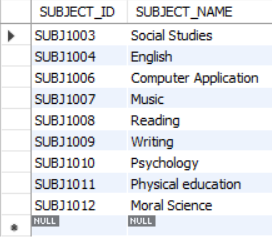 SUBJECT_ID SUBJECT_NAME
SUBJ1003 Social Studies
SUBJ1004 English
SUBJ1006 Computer Application
SUBJ1007 Music
SUBJ1008 Reading
SUBJ1009 Writing
SUBJ1010 Psychology
SUBJ1011 Physical education
SUBJ1012 Moral Science
NULL NULL